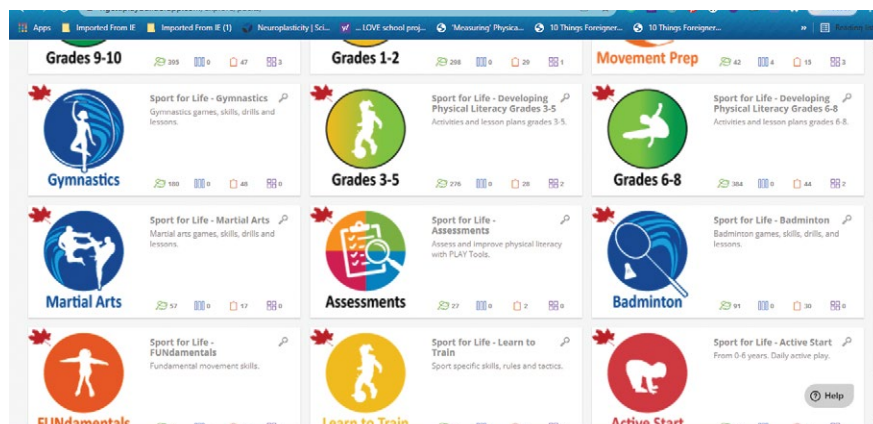 Apps Imported From IE Imported From IE (1) Neuroplasticity | Sci... ...LOVE school proj... 'Measuring' Physica... 10 Things Foreigner... 10 Things Foreigner... »
Grades 9-10 395 0 47 3
Grades 1-2 298 0 29 1
Movement Prep 42 4 15 3
Sport for Life - Gymnastics
Gymnastics games, skills, drills and
lessons.
Gymnastics 180 0 46 0
Sport for Life - Developing
Physical Literacy Grades 3-5
Activities and lesson plans grades 3-5.
Grades 3-5 276 0 28 2
Sport for Life - Developing
Physical Literacy Grades 6-8
Activities and lesson plans grades 6-8.
Grades 6-8 384 0 44 2
Sport for Life - Martial Arts
Martial arts games, skills, drills and
lessons.
Martial Arts 57 0 17 0
Sport for Life -
Assessments
Assess and improve physical literacy
with PLAY Tools.
Assessments 27 0 2 0
Sport for Life - Badminton
Badminton games, skills, drills, and
lessons.
Badminton 91 0 30 0
Sport for Life -
FUNdamentals
Fundamental movement skills.
FUNdamentals
Sport for Life - Learn to
Train
Sport specific skills, rules and tactics.
Learn to Train
Sport for Life - Active Start
From 0-6 years. Daily active play.
Active Start
Help